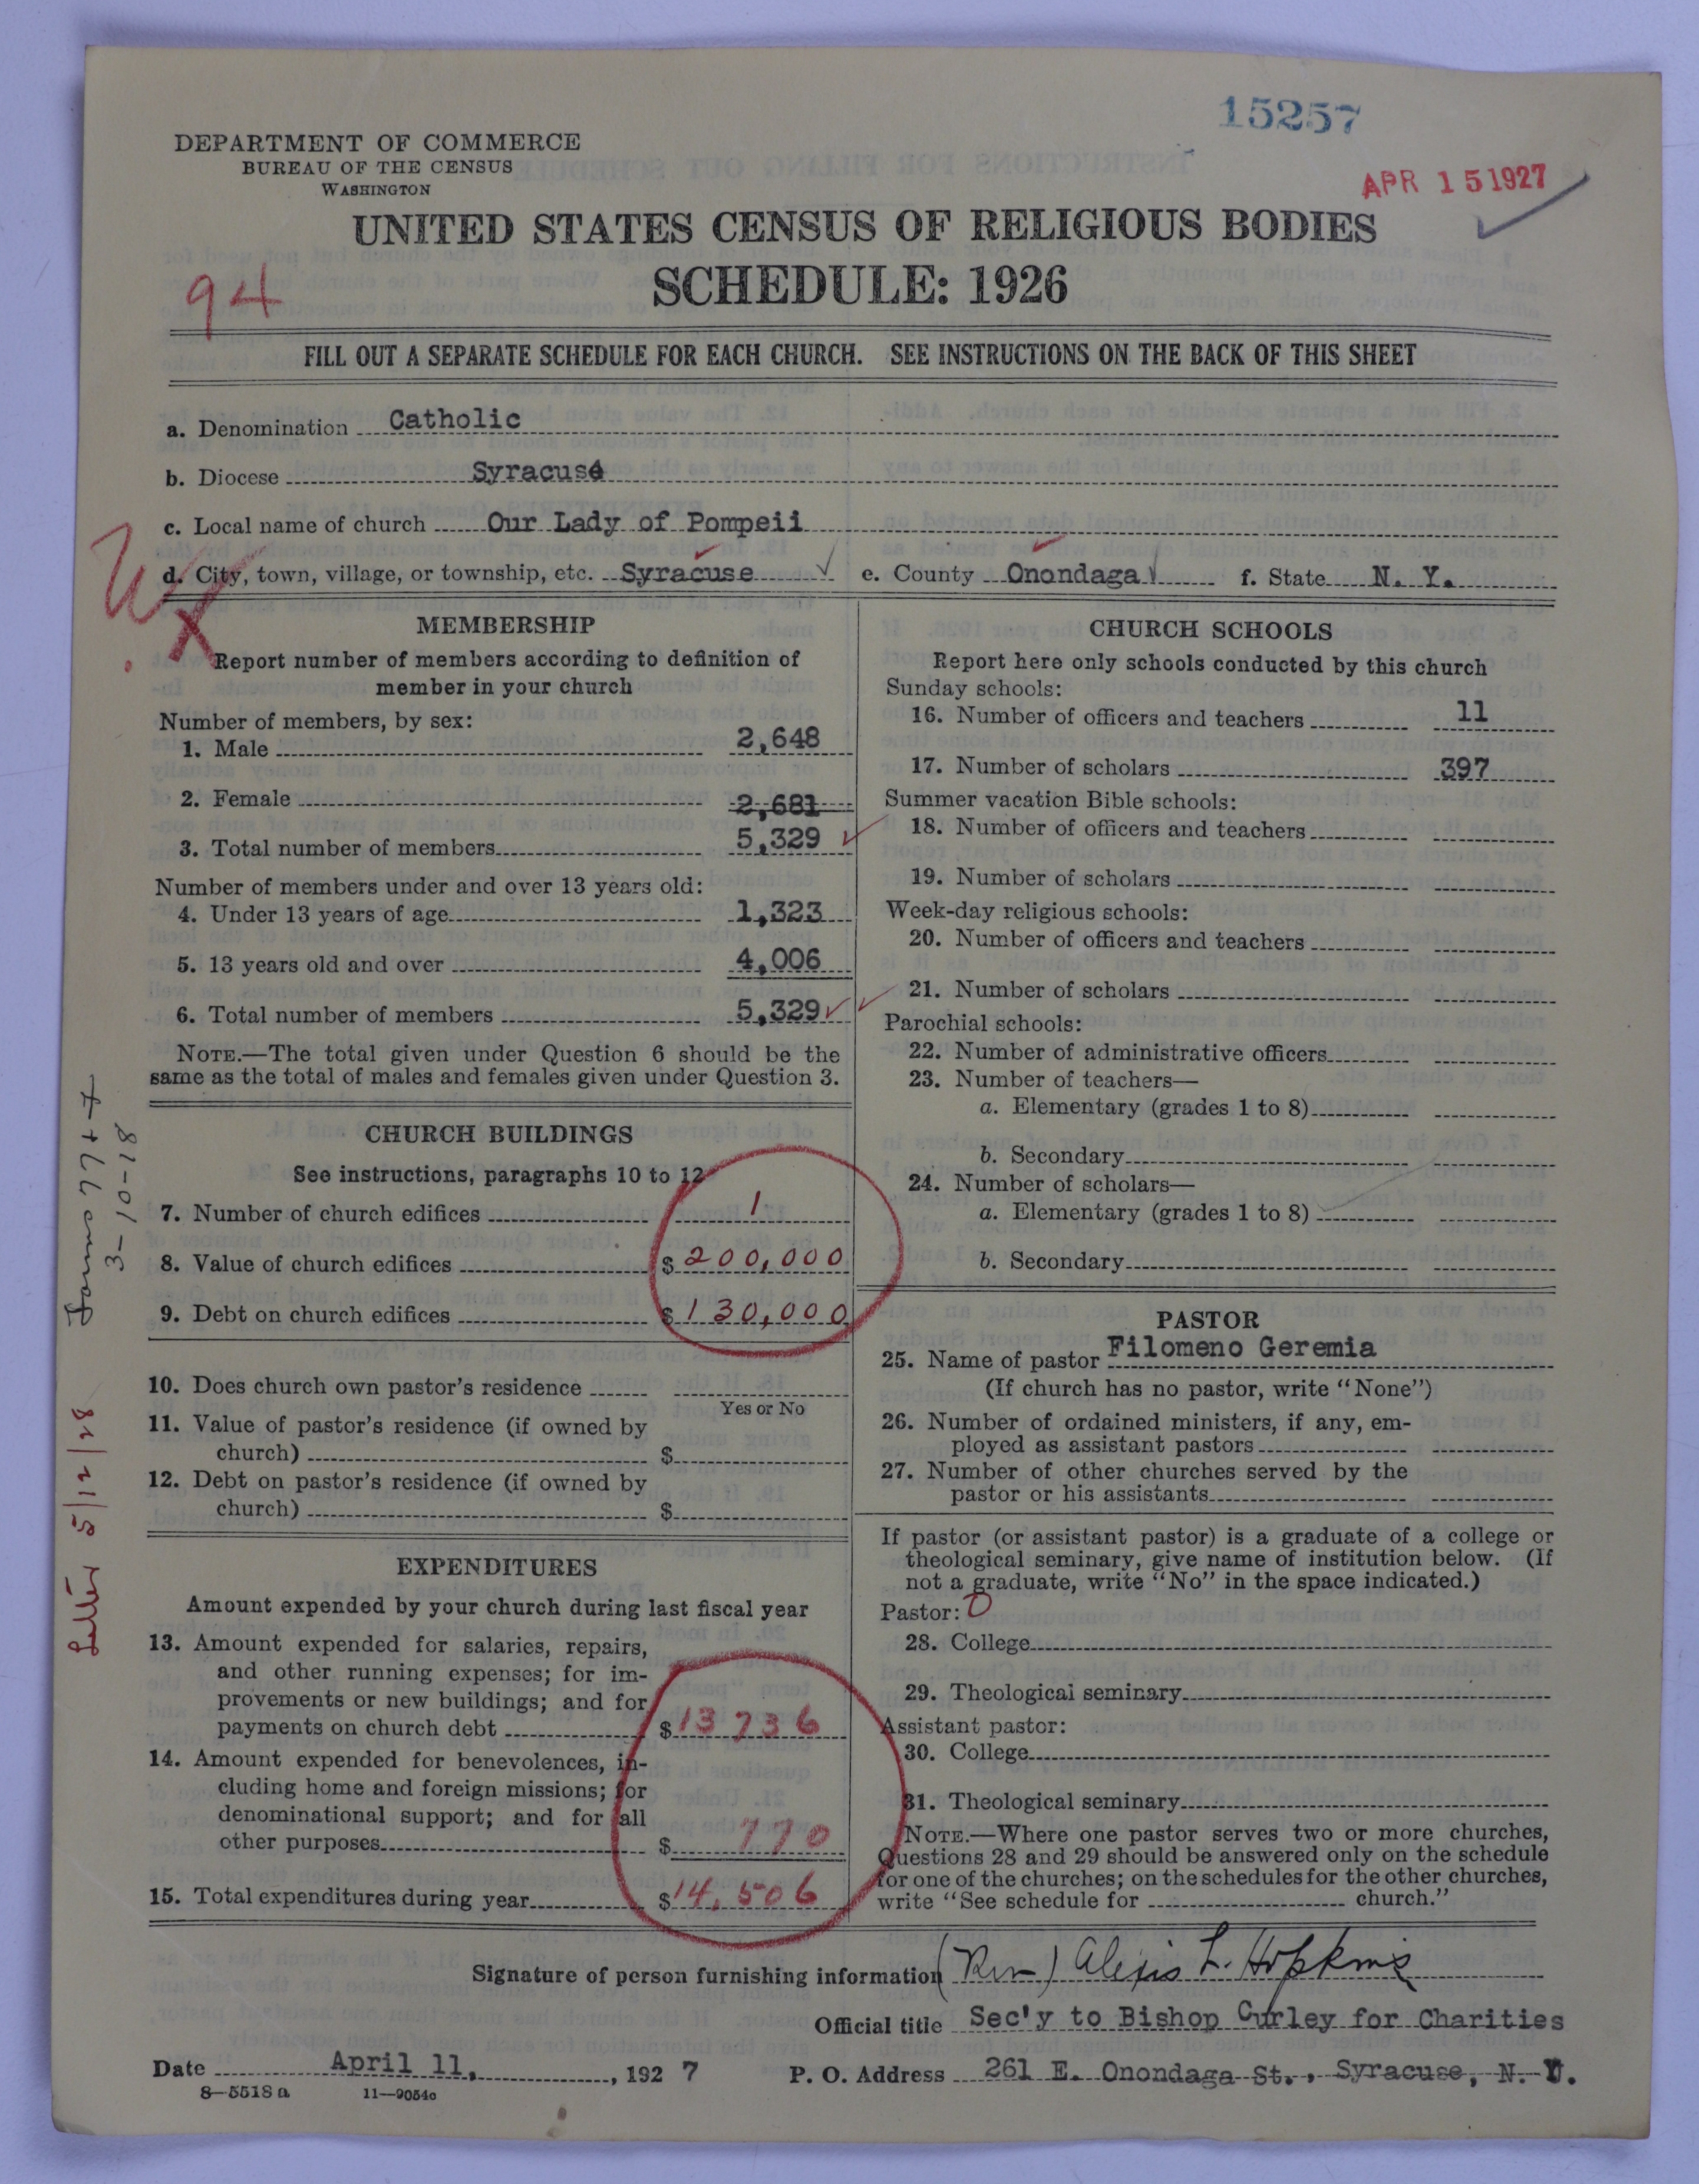 15257
APR 15 1927
DEPARTMENT OF COMMERCE
BUREAU OF THE CENSUS
WASHINGTON
UNITED STATES CENSUS OF RELIGIOUS BODIES
SCHEDULE: 1926
94
FILL OUT A SEPARATE SCHEDULE FOR EACH CHURCH. SEE INSTRUCTIONS ON THE BACK OF THIS SHEET
a. Denomination Catholic
b. Diocese Syracuse
c. Local name of church Our Lady of Pompeii
d. City, town, village, or township, etc. Syracuse e. County Onondaga f. State N. Y.
MEMBERSHIP
Report number of members according to definition of
member in your church
Number of members, by sex:
1. Male 2,648
2. Female 2,681
3. Total number of members 5,329
Number of members under and over 13 years old:
4. Under 13 years of age 1,323
5. 13 years old and over 4,006
6. Total number of members 5,329
NOTE.—The total given under Question 6 should be the
same as the total of males and females given under Question 3.
CHURCH BUILDINGS
See instructions, paragraphs 10 to 12
7. Number of church edifices 1
8. Value of church edifices $ 200,000
9. Debt on church edifices $ 130,000
10. Does church own pastor's residence
Yes or No
11. Value of pastor's residence (if owned by
church) $
12. Debt on pastor's residence (if owned by
church) $
EXPENDITURES
Amount expended by your church during last fiscal year
13. Amount expended for salaries, repairs,
and other running expenses; for im-
provements or new buildings; and for
payments on church debt $ 13 736
14. Amount expended for benevolences, in-
cluding home and foreign missions; for
denominational support; and for all
other purposes $ 770
15. Total expenditures during year $ 14,506
CHURCH SCHOOLS
Report here only schools conducted by this church
Sunday schools:
16. Number of officers and teachers 11
17. Number of scholars 397
Summer vacation Bible schools:
18. Number of officers and teachers
19. Number of scholars
Week-day religious schools:
20. Number of officers and teachers
21. Number of scholars
Parochial schools:
22. Number of administrative officers
23. Number of teachers—
a. Elementary (grades 1 to 8)
b. Secondary
24. Number of scholars—
a. Elementary (grades 1 to 8)
b. Secondary
PASTOR
25. Name of pastor Filomeno Geremia
(If church has no pastor, write "None")
26. Number of ordained ministers, if any, em-
ployed as assistant pastors
27. Number of other churches served by the
pastor or his assistants
If pastor (or assistant pastor) is a graduate of a college or
theological seminary, give name of institution below. (If
not a graduate, write "No" in the space indicated.)
Pastor: 0
28. College
29. Theological seminary
Assistant pastor:
30. College
31. Theological seminary
NOTE.—Where one pastor serves two or more churches,
Questions 28 and 29 should be answered only on the schedule
for one of the churches; on the schedules for the other churches,
write "See schedule for church."
Signature of person furnishing information (Rev) Alexis L. Hopkins
Official title Sec'y to Bishop Curley for Charities
Date April 11, 1927 P. O. Address 261 E. Onondaga St., Syracuse, N. Y.
8—5518a 11—9054c
3-10-18
Letter 5/12/28